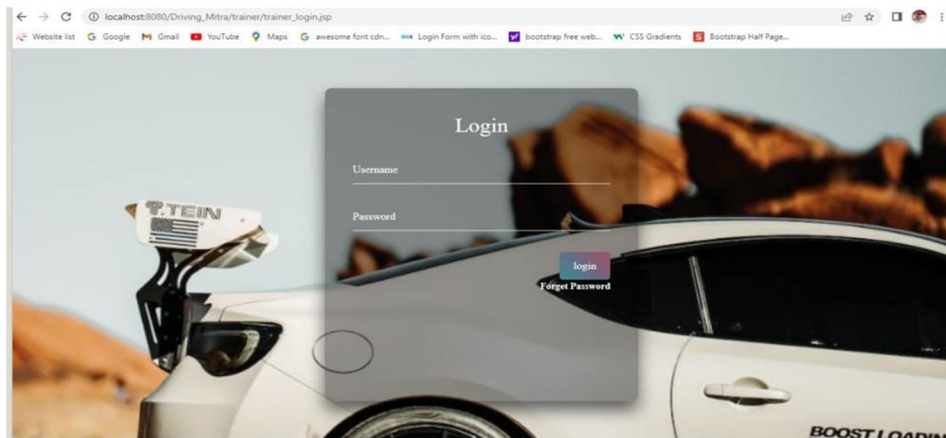 localhost:8080/Driving_Mitra/trainer/trainer_login.jsp
Website list Google Gmail YouTube Maps awesome font cdn... Login Form with ico... bootstrap free web... CSS Gradients Bootstrap Half Page...
Login
Username
TEIN
Password
login
Forget Password
BOOST LOADIN